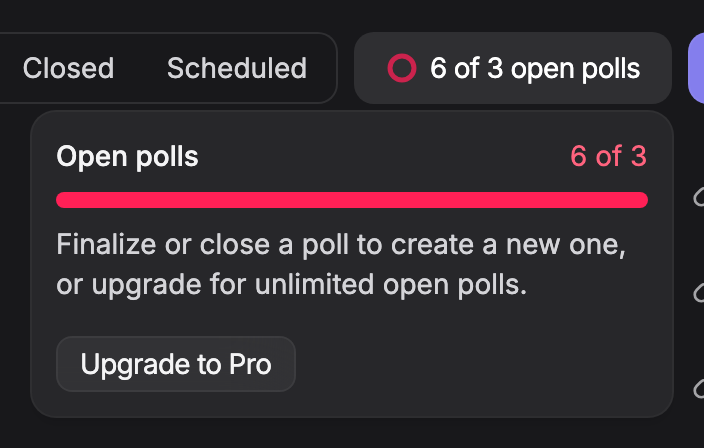 Closed Scheduled 6 of 3 open polls
Open polls 6 of 3
Finalize or close a poll to create a new one,
or upgrade for unlimited open polls.
Upgrade to Pro